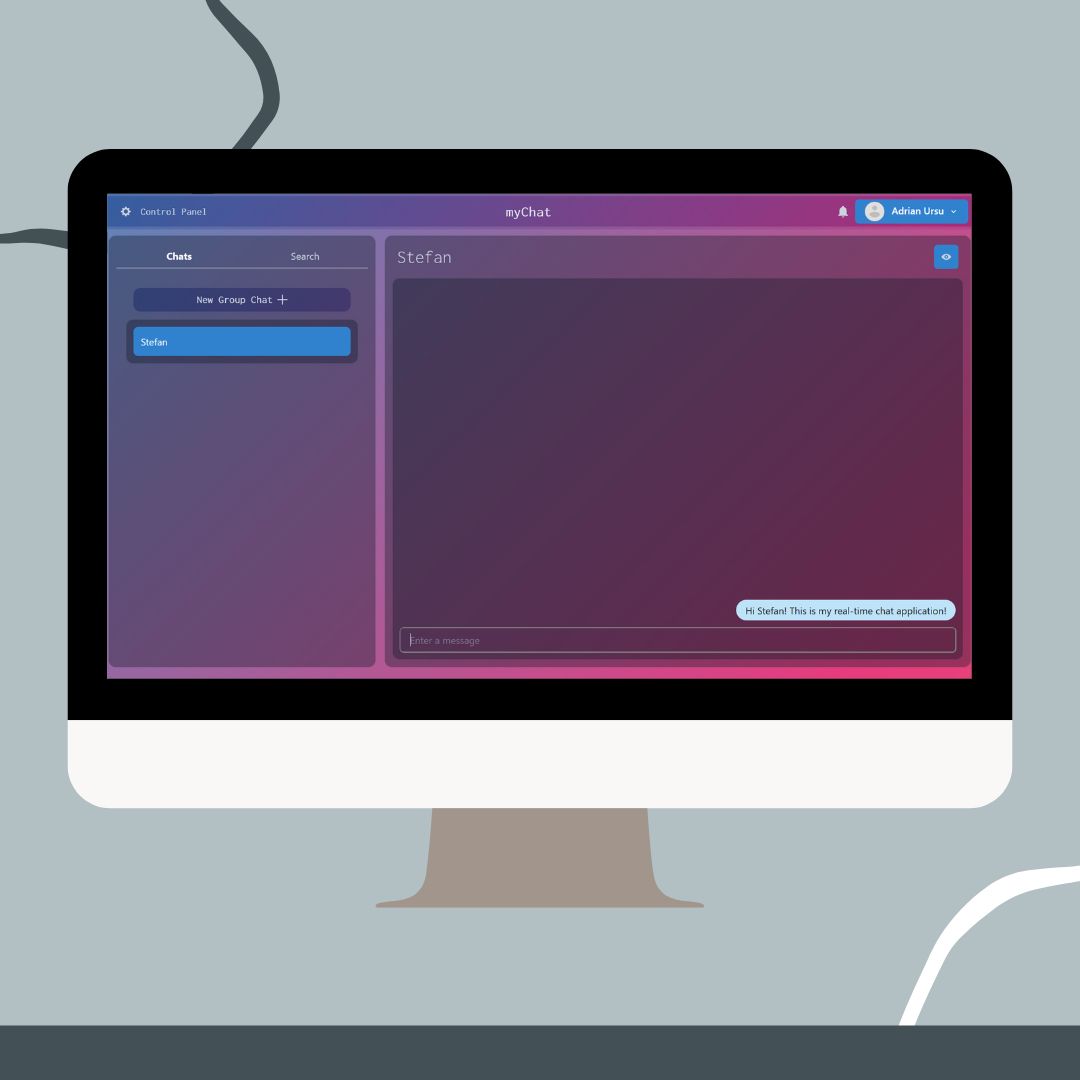 Control Panel
myChat
Adrian Ursu
Chats
Search
New Group Chat
Stefan
Stefan
Hi Stefan! This is my real-time chat application!
Enter a message